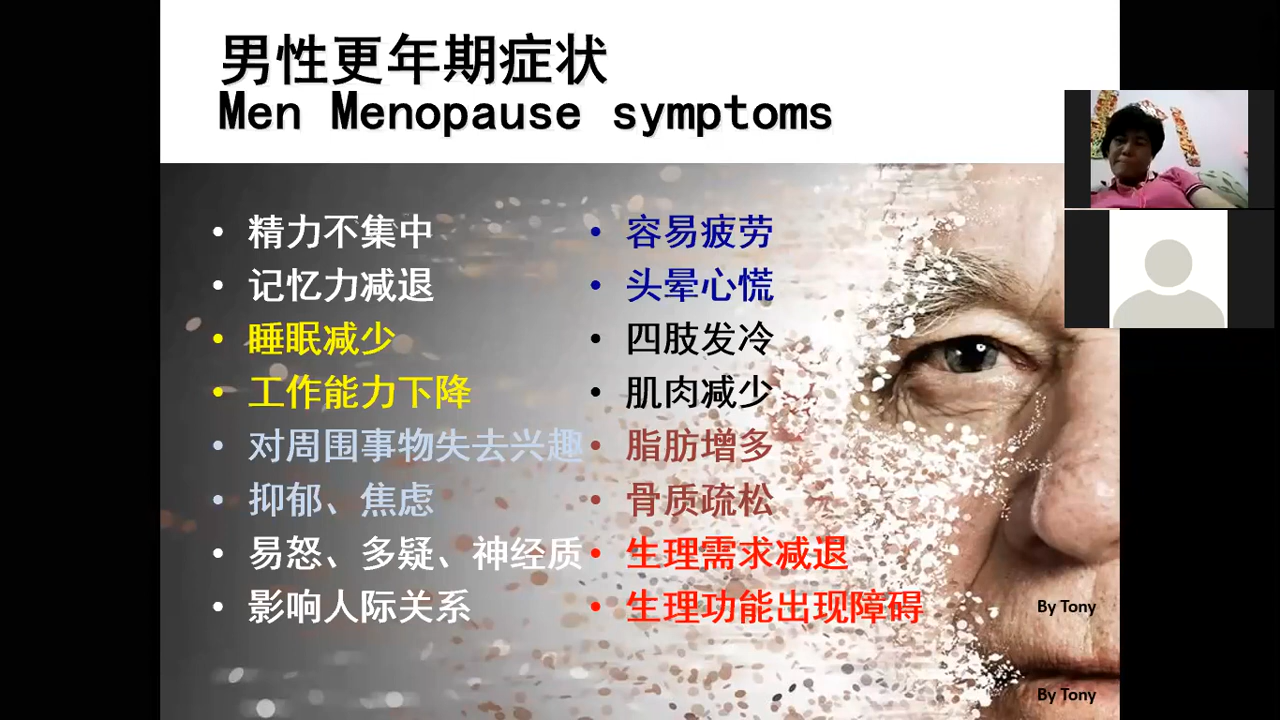 男性更年期症状
Men Menopause symptoms
• 精力不集中
• 记忆力减退
• 睡眠减少
• 工作能力下降
• 对周围事物失去兴趣
• 抑郁、焦虑
• 易怒、多疑、神经质
• 影响人际关系
• 容易疲劳
• 头晕心慌
• 四肢发冷
• 肌肉减少
• 脂肪增多
• 骨质疏松
• 生理需求减退
• 生理功能出现障碍
By Tony
By Tony